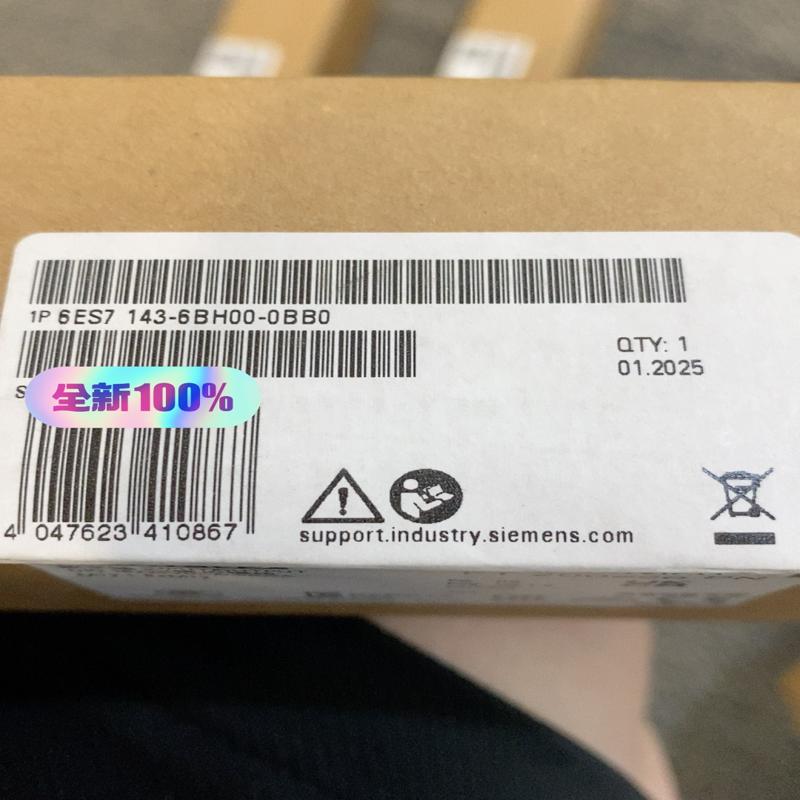 1P 6ES7 143-6BH00-0BB0
QTY: 1
01.2025
S
全新100%
4 047623 410867
support.industry.siemens.com